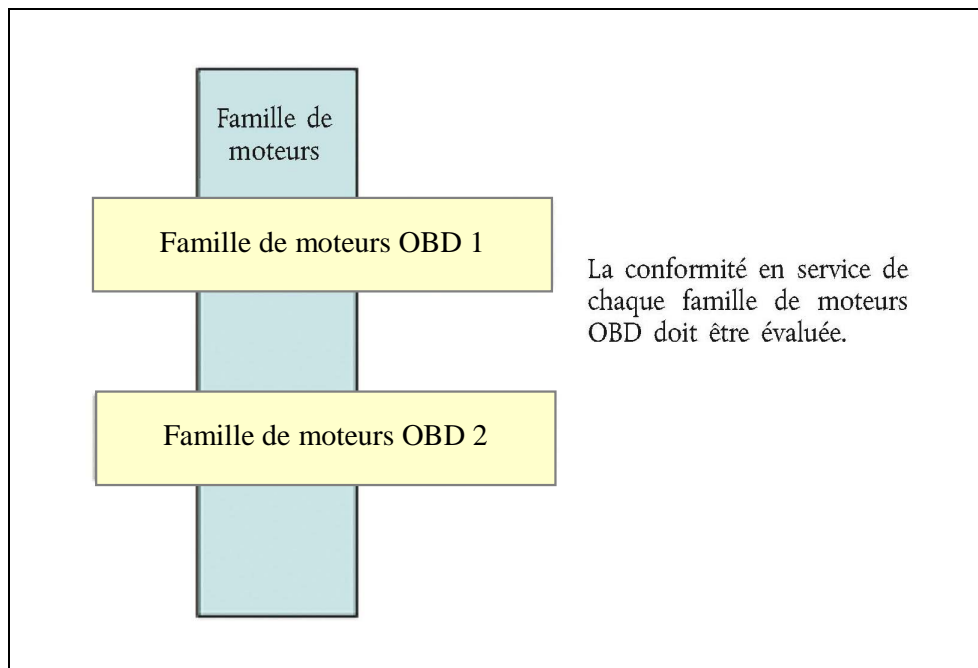 Famille de
moteurs
Famille de moteurs OBD 1
La conformité en service de
chaque famille de moteurs
OBD doit être évaluée.
Famille de moteurs OBD 2